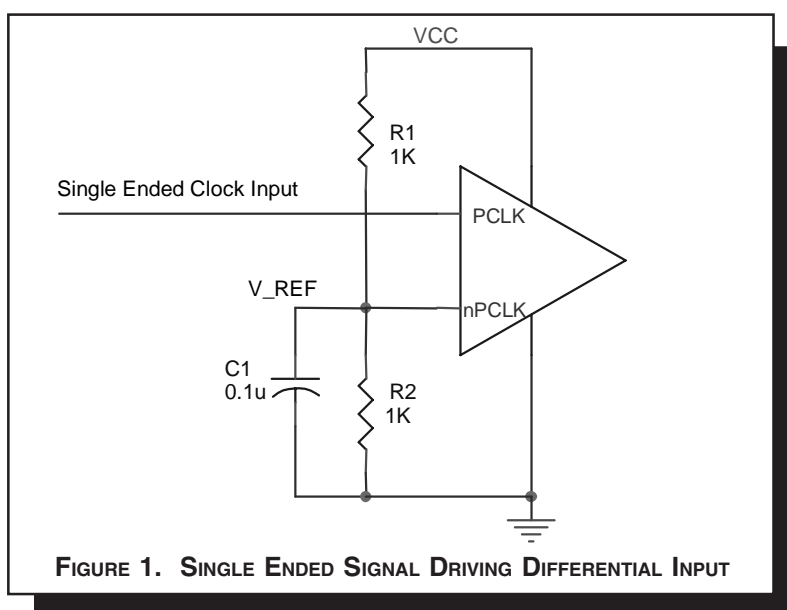 VCC
R1
1K
Single Ended Clock Input
PCLK
V_REF
nPCLK
C1
0.1u
R2
1K
FIGURE 1. SINGLE ENDED SIGNAL DRIVING DIFFERENTIAL INPUT